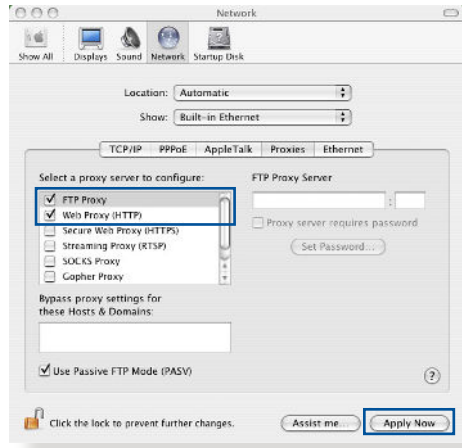 Network
Show All Displays Sound Network Startup Disk
Location: Automatic
Show: Built-in Ethernet
TCP/IP PPPoE AppleTalk Proxies Ethernet
Select a proxy server to configure: FTP Proxy Server
FTP Proxy
:
Web Proxy (HTTP)
Proxy server requires password
Secure Web Proxy (HTTPS)
Streaming Proxy (RTSP)
Set Password...
SOCKS Proxy
Gopher Proxy
Bypass proxy settings for
these Hosts & Domains:
Use Passive FTP Mode (PASV)
?
Click the lock to prevent further changes.
Assist me...
Apply Now